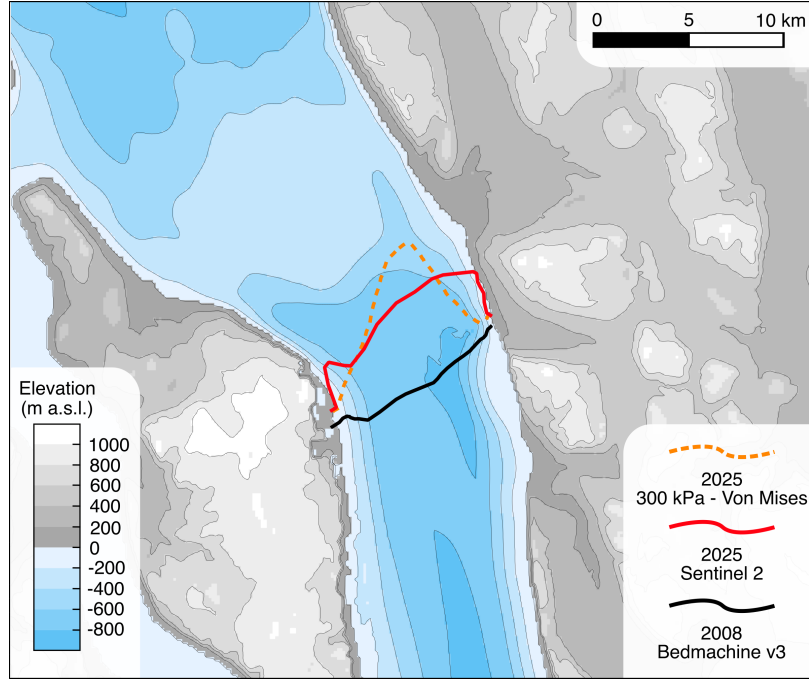 0 5 10 km
Elevation
(m a.s.l.)
1000
800
600
400
200
0
-200
-400
-600
-800
2025
300 kPa - Von Mises
2025
Sentinel 2
2008
Bedmachine v3